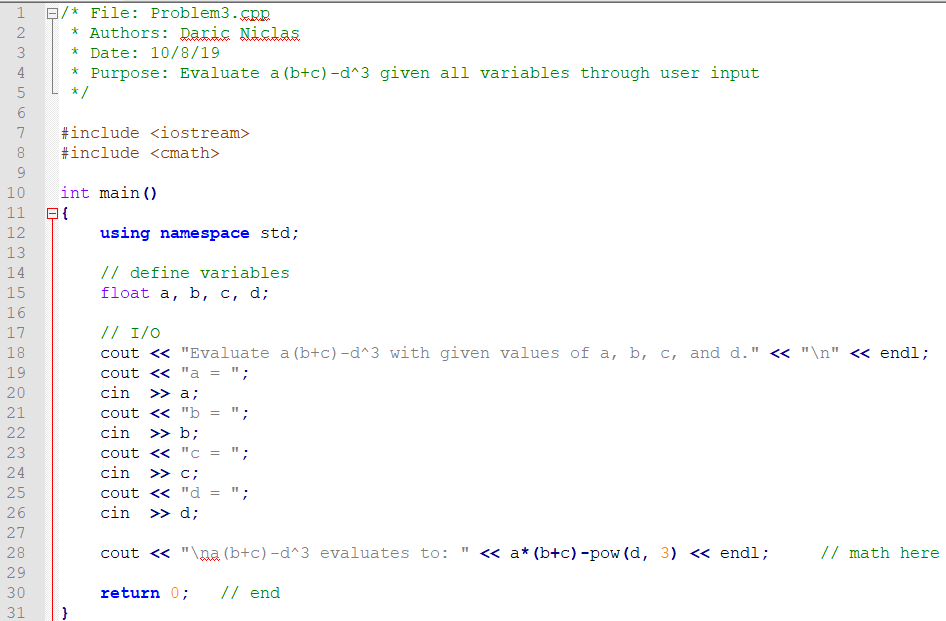 1 /* File: Problem3.cpp
2  * Authors: Daric Niclas
3  * Date: 10/8/19
4  * Purpose: Evaluate a(b+c)-d^3 given all variables through user input
5  */
6
7 #include <iostream>
8 #include <cmath>
9
10 int main()
11 {
12     using namespace std;
13
14     // define variables
15     float a, b, c, d;
16
17     // I/O
18     cout << "Evaluate a(b+c)-d^3 with given values of a, b, c, and d." << "\n" << endl;
19     cout << "a = ";
20     cin  >> a;
21     cout << "b = ";
22     cin  >> b;
23     cout << "c = ";
24     cin  >> c;
25     cout << "d = ";
26     cin  >> d;
27
28     cout << "\na(b+c)-d^3 evaluates to: " << a*(b+c)-pow(d, 3) << endl;     // math here
29
30     return 0;   // end
31 }